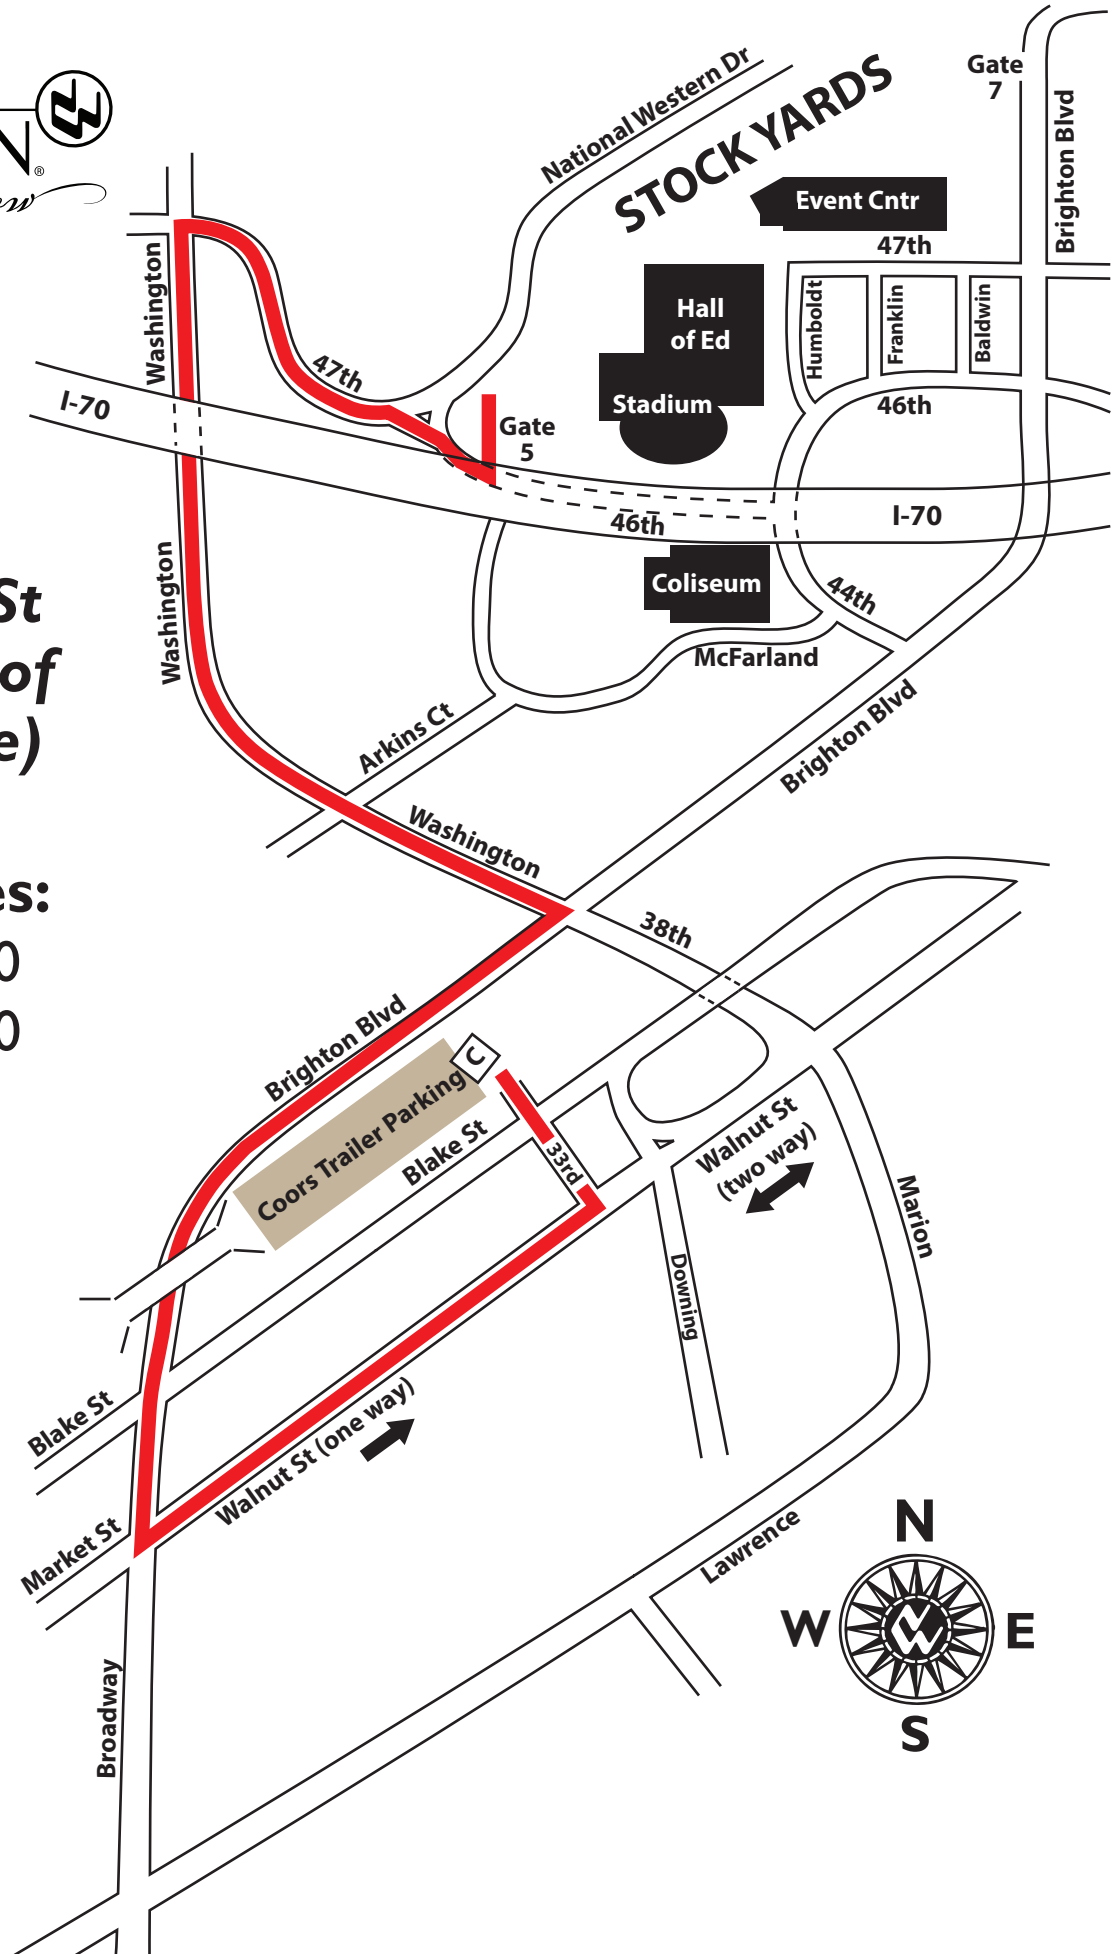 National Western Dr
STOCK YARDS
Gate
7
Brighton Blvd
N®
Event Cntr
47th
Washington
Hall
of Ed
Humboldt
Franklin
Baldwin
47th
I-70
Stadium
46th
Gate
5
46th
I-70
Washington
Coliseum
44th
St
McFarland
of
Arkins Ct
Brighton Blvd
e)
Washington
es:
38th
0
Brighton Blvd
0
C
Coors Trailer Parking
Blake St
33rd
Walnut St
(two way)
Marion
Downing
Blake St
Walnut St (one way)
Market St
Lawrence
N
W
E
S
Broadway